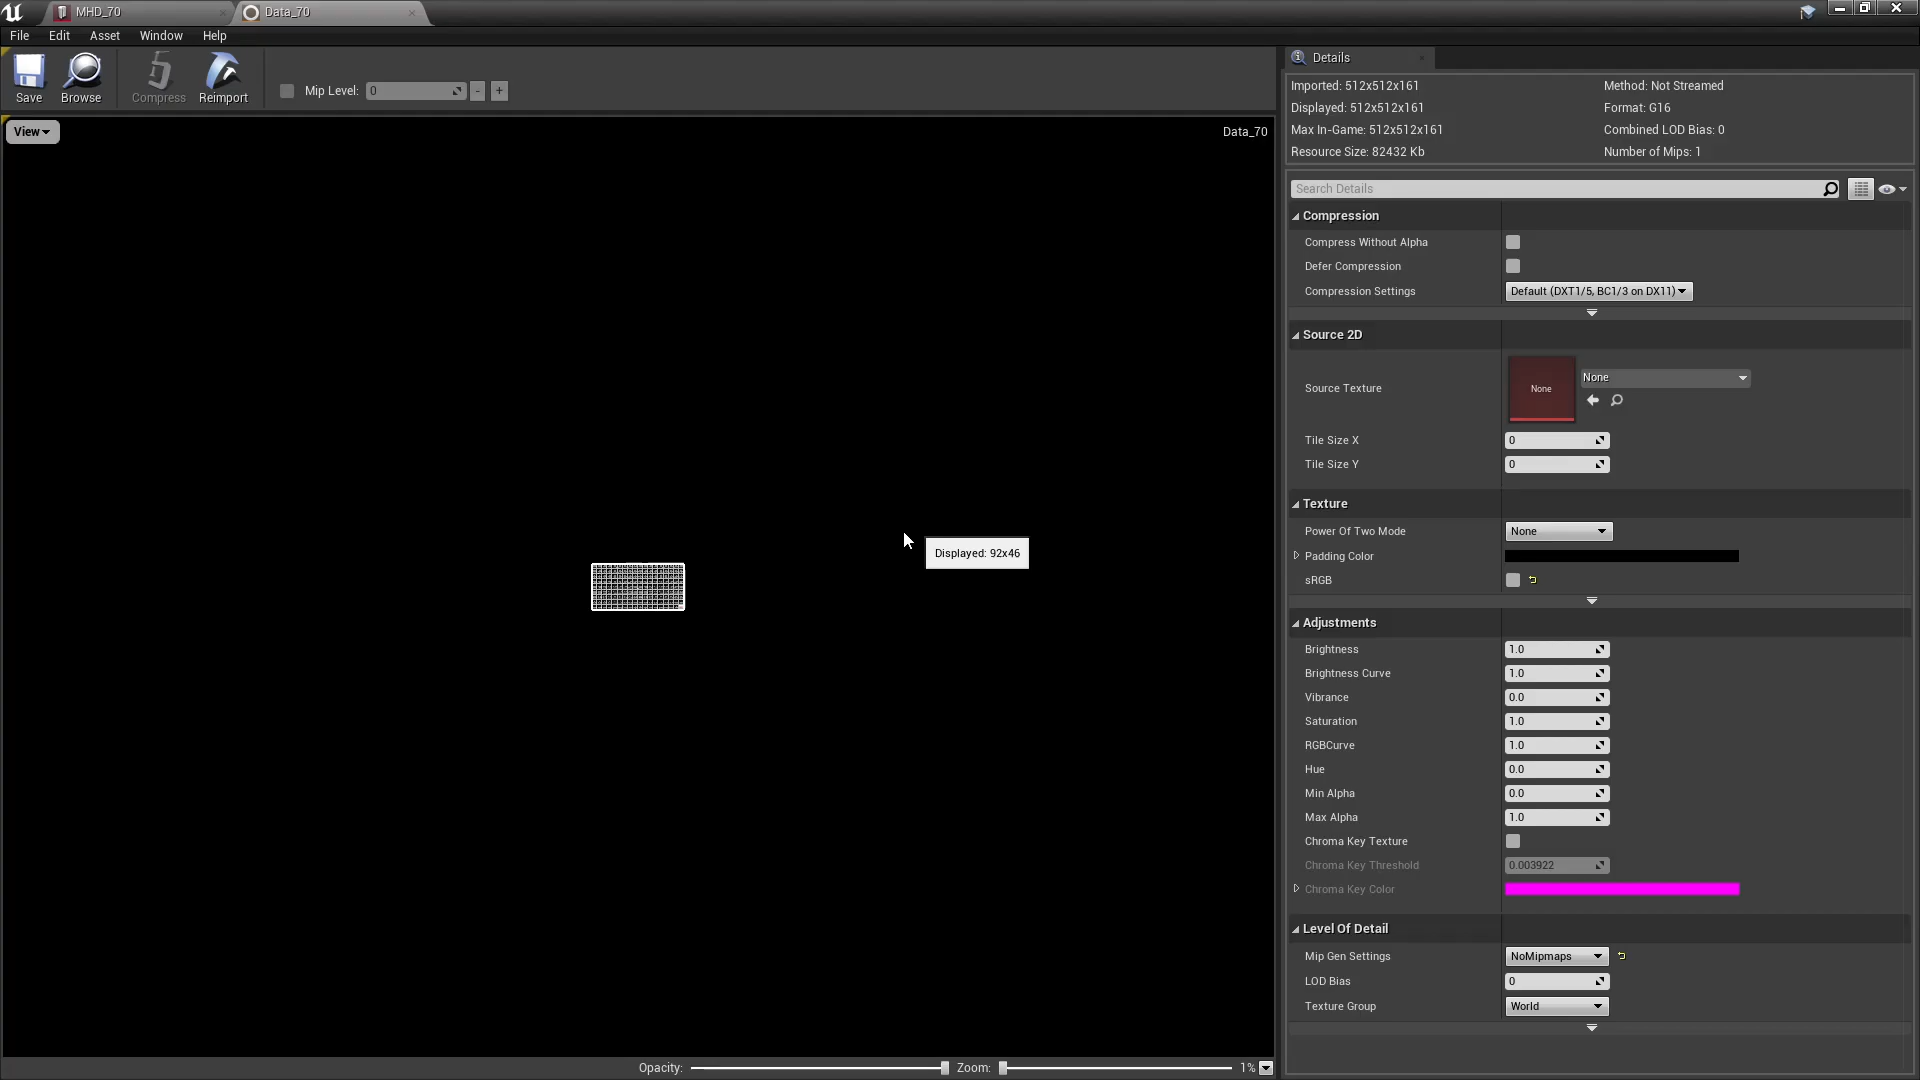 MHD_70
Data_70
File Edit Asset Window Help
Save Browse Compress Reimport Mip Level: 0 - +
View
Data_70
Displayed: 92x46
Opacity: Zoom: 1%
Details
Imported: 512x512x161 Method: Not Streamed
Displayed: 512x512x161 Format: G16
Max In-Game: 512x512x161 Combined LOD Bias: 0
Resource Size: 82432 Kb Number of Mips: 1
Search Details
Compression
Compress Without Alpha
Defer Compression
Compression Settings Default (DXT1/5, BC1/3 on DX11)
Source 2D
Source Texture None None
Tile Size X 0
Tile Size Y 0
Texture
Power Of Two Mode None
Padding Color
sRGB
Adjustments
Brightness 1.0
Brightness Curve 1.0
Vibrance 0.0
Saturation 1.0
RGBCurve 1.0
Hue 0.0
Min Alpha 0.0
Max Alpha 1.0
Chroma Key Texture
Chroma Key Threshold 0.003922
Chroma Key Color
Level Of Detail
Mip Gen Settings NoMipmaps
LOD Bias 0
Texture Group World